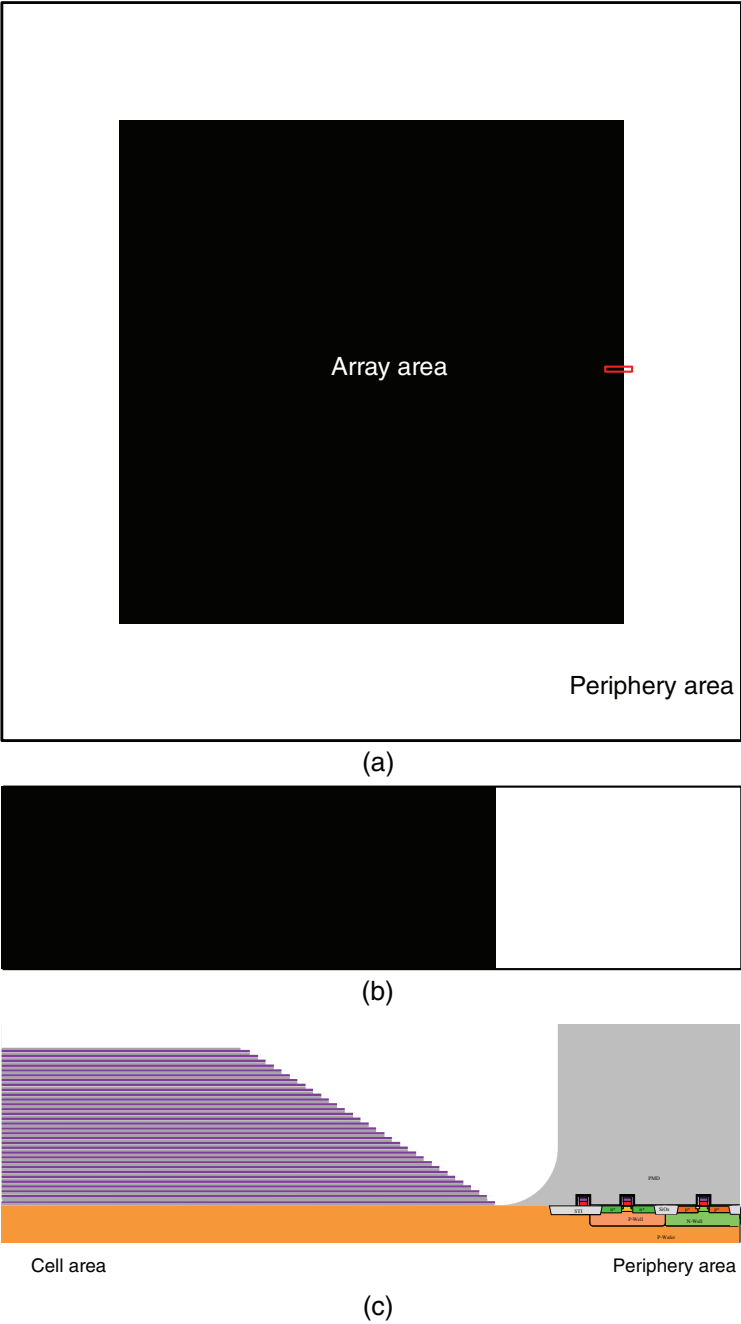 Array area
Periphery area
(a)
(b)
PMD
STI
n⁺
n⁺
SiO₂
p⁺
p⁺
P-Well
N-Well
P-Wafer
Cell area
Periphery area
(c)